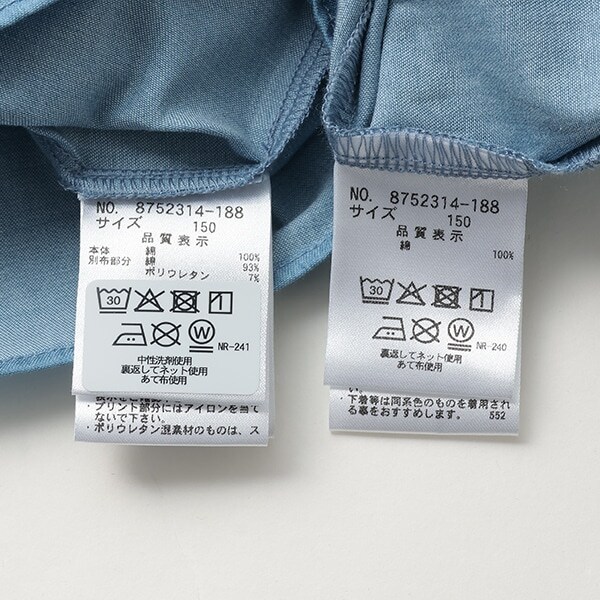 NO. 8752314-188
サイズ 150
品質表示
本体 綿 100%
別布部分 綿 93%
ポリウレタン 7%
30
W
NR-241
中性洗剤使用
裏返してネット使用
あて布使用
・プリント部分にはアイロンを当て
ないで下さい。
・ポリウレタン混素材のものは、ス
NO. 8752314-188
サイズ 150
品質表示
綿 100%
30
W
NR-240
裏返してネット使用
あて布使用
い。
・下着等は同系色のものを着用され
る事をおすすめします。 552